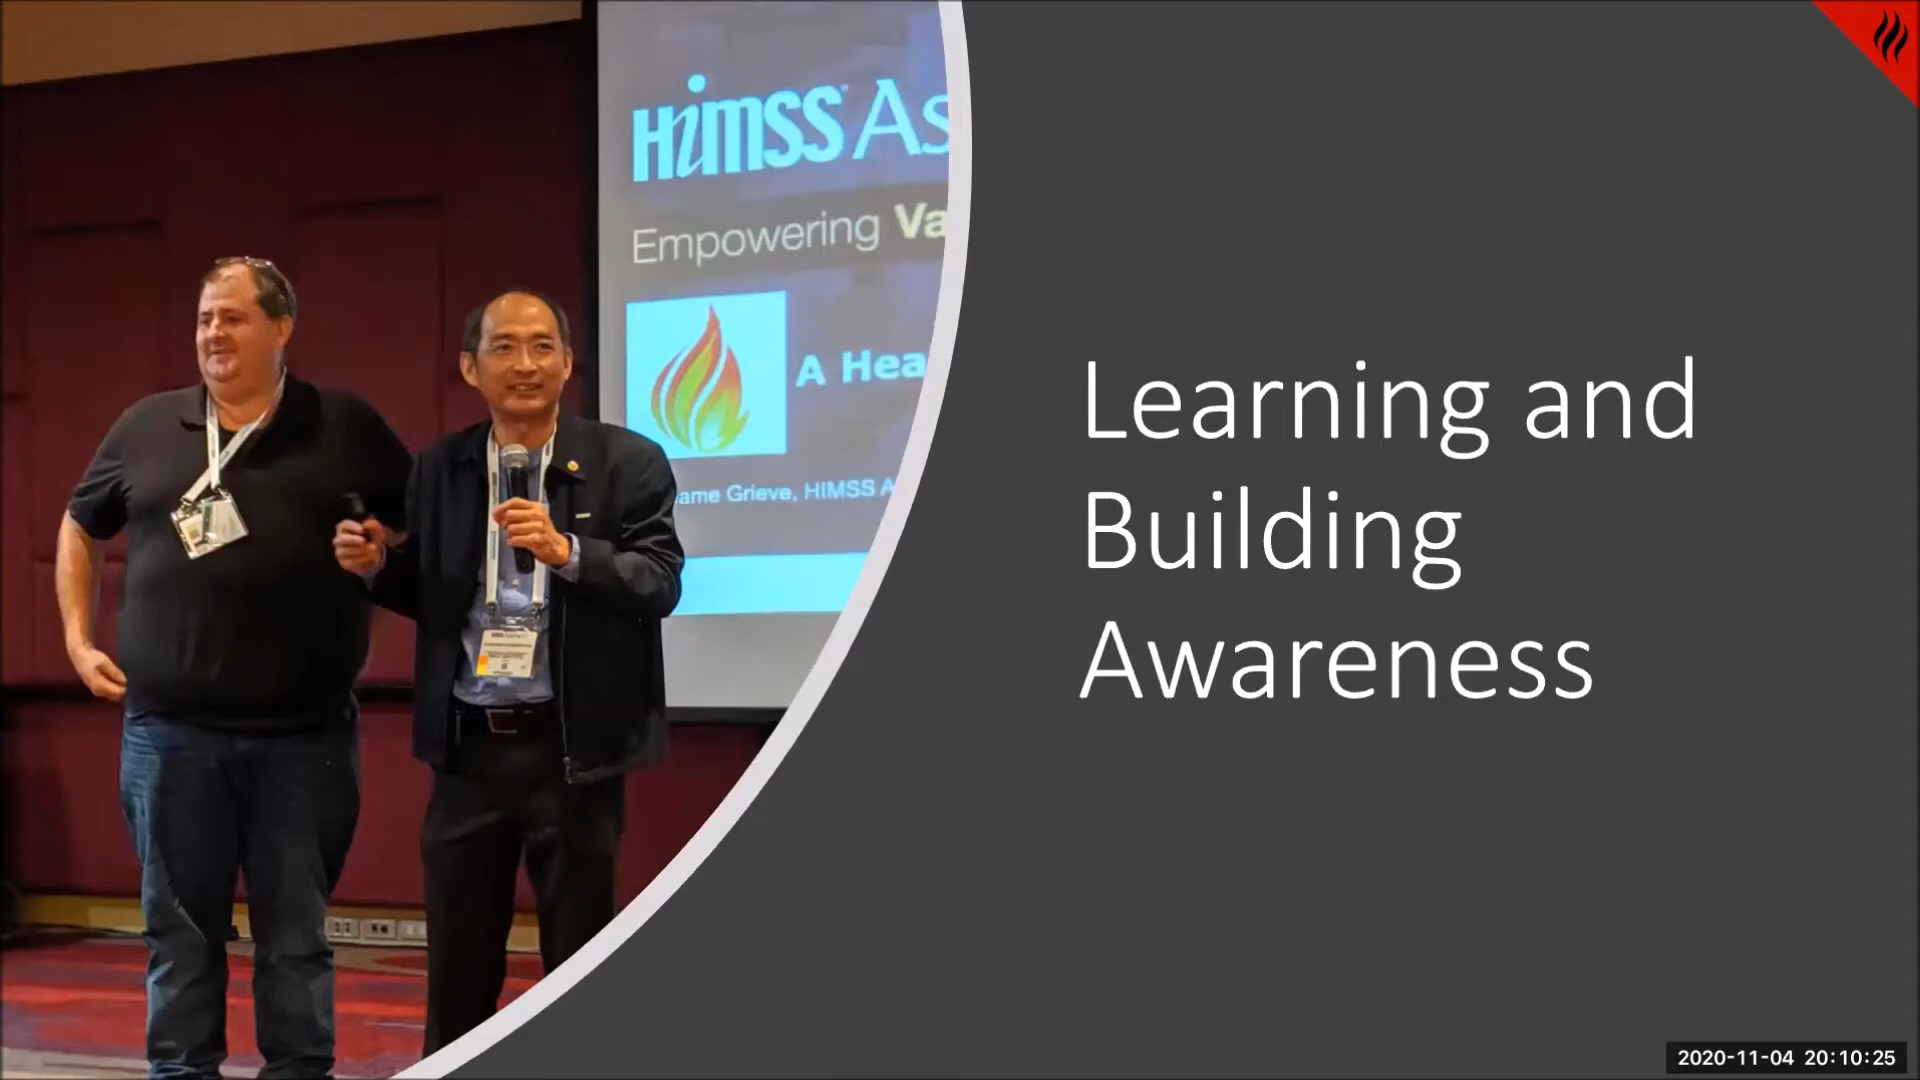 HIMSS As
Empowering Va
A Hea
ame Grieve, HIMSS A
Learning and
Building
Awareness
2020-11-04 20:10:25